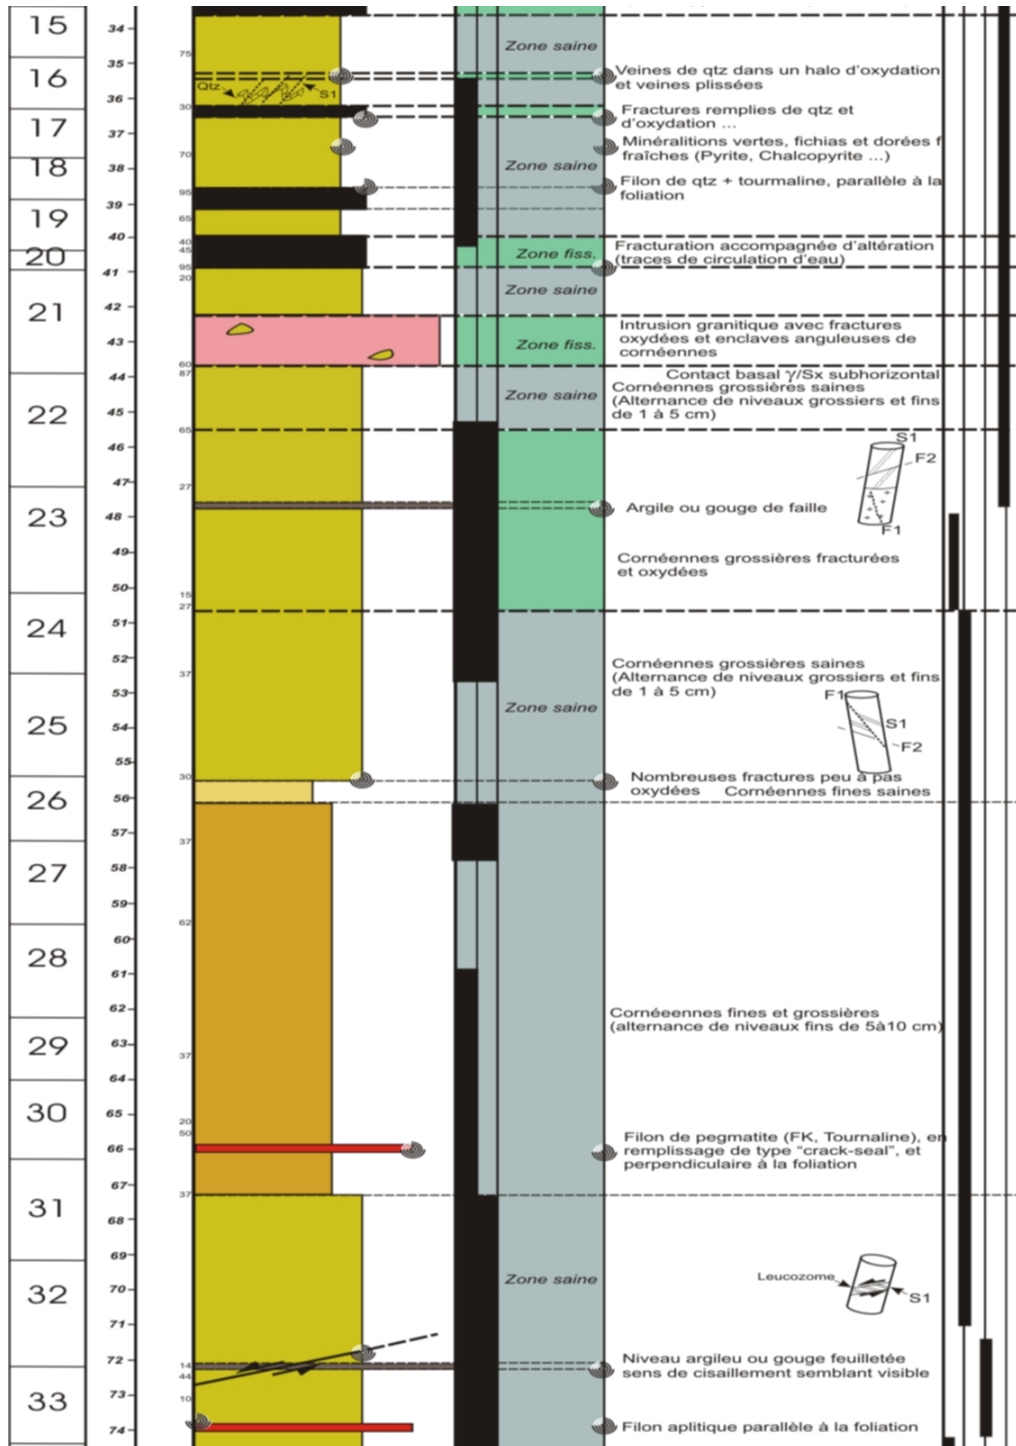 15
34
Zone saine
75
35
16
Veines de qtz dans un halo d'oxydation
et veines plissées
Qtz
S1
36
30
Fractures remplies de qtz et
d'oxydation ...
17
37
Minéralitions vertes, fichias et dorées f
fraîches (Pyrite, Chalcopyrite ...)
70
18
38
Zone saine
Filon de qtz + tourmaline, parallèle à la
foliation
95
39
19
65
40
40
45
20
Zone fiss.
Fracturation accompagnée d'altération
(traces de circulation d'eau)
95
41
20
Zone saine
42
21
Intrusion granitique avec fractures
oxydées et enclaves anguleuses de
cornéennes
43
Zone fiss.
60
87
44
Contact basal γ/Sx subhorizontal
Cornéennes grossières saines
(Alternance de niveaux grossiers et fins
de 1 à 5 cm)
Zone saine
22
45
65
46
S1
F2
47
27
23
48
Argile ou gouge de faille
F1
49
Cornéennes grossières fracturées
et oxydées
50
15
27
24
51
52
Cornéennes grossières saines
(Alternance de niveaux grossiers et fins
de 1 à 5 cm)
37
53
F1
Zone saine
S1
25
54
F2
55
30
Nombreuses fractures peu à pas
oxydées Cornéennes fines saines
26
56
57
37
27
58
59
62
60
28
61
62
Cornéeennes fines et grossières
(alternance de niveaux fins de 5à10 cm)
29
63
37
64
30
65
20
50
66
Filon de pegmatite (FK, Tournaline), en
remplissage de type "crack-seal", et
perpendiculaire à la foliation
67
37
31
68
69
Zone saine
Leucozome
S1
32
70
71
72
14
Niveau argileu ou gouge feuilletée
sens de cisaillement semblant visible
44
73
10
33
74
Filon aplitique parallèle à la foliation